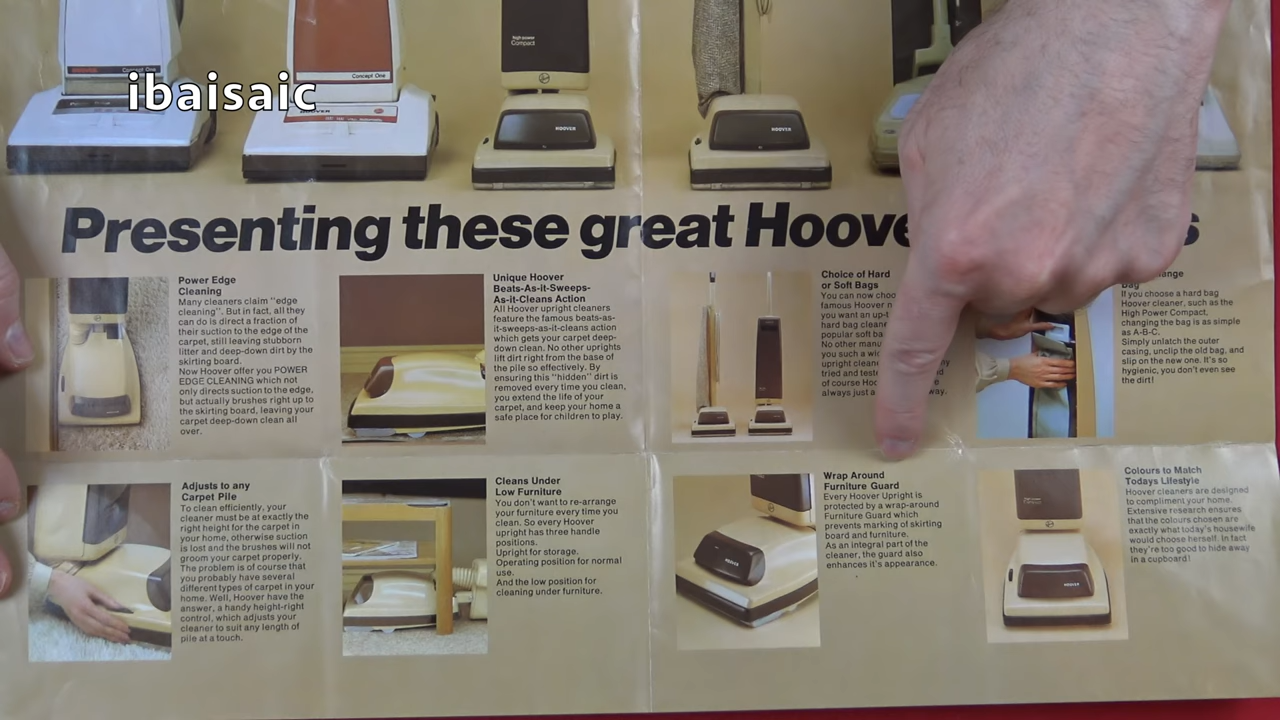 ibaisaic
High power
Compact
Concept One
Concept One
HOOVER
HOOVER
HOOVER
Presenting these great Hoove
Power Edge
Cleaning
Many cleaners claim "edge
cleaning". But in fact, all they
can do is direct a fraction of
their suction to the edge of the
carpet, still leaving stubborn
litter and deep-down dirt by the
skirting board.
Now Hoover offer you POWER
EDGE CLEANING which not
only directs suction to the edge,
but actually brushes right up to
the skirting board, leaving your
carpet deep-down clean all
over.
Unique Hoover
Beats-As-it-Sweeps-
As-it-Cleans Action
All Hoover upright cleaners
feature the famous beats-as-
it-sweeps-as-it-cleans action
which gets your carpet deep-
down clean. No other uprights
lift dirt right from the base of
the pile so effectively. By
ensuring this "hidden" dirt is
removed every time you clean,
you extend the life of your
carpet, and keep your home a
safe place for children to play.
Choice of Hard
or Soft Bags
You can now choo
famous Hoover
you want an up-t
hard bag cleane
popular soft ba
No other manu
you such a wid
upright cleane
tried and teste
of course Hoo
always just a way.
hange
Bag
If you choose a hard bag
Hoover cleaner, such as the
High Power Compact,
changing the bag is as simple
as A-B-C.
Simply unlatch the outer
casing, unclip the old bag, and
slip on the new one. It's so
hygienic, you don't even see
the dirt!
Adjusts to any
Carpet Pile
To clean efficiently, your
cleaner must be at exactly the
right height for the carpet in
your home, otherwise suction
is lost and the brushes will not
groom your carpet properly.
The problem is of course that
you probably have several
different types of carpet in your
home. Well, Hoover have the
answer, a handy height-right
control, which adjusts your
cleaner to suit any length of
pile at a touch.
Cleans Under
Low Furniture
You don't want to re-arrange
your furniture every time you
clean. So every Hoover
upright has three handle
positions.
Upright for storage.
Operating position for normal
use.
And the low position for
cleaning under furniture.
Wrap Around
Furniture Guard
Every Hoover Upright is
protected by a wrap-around
Furniture Guard which
prevents marking of skirting
board and furniture.
As an integral part of the
cleaner, the guard also
enhances it's appearance.
HOOVER
Colours to Match
Todays Lifestyle
Hoover cleaners are designed
to compliment your home.
Extensive research ensures
that the colours chosen are
exactly what today's housewife
would choose herself. In fact
they're too good to hide away
in a cupboard!